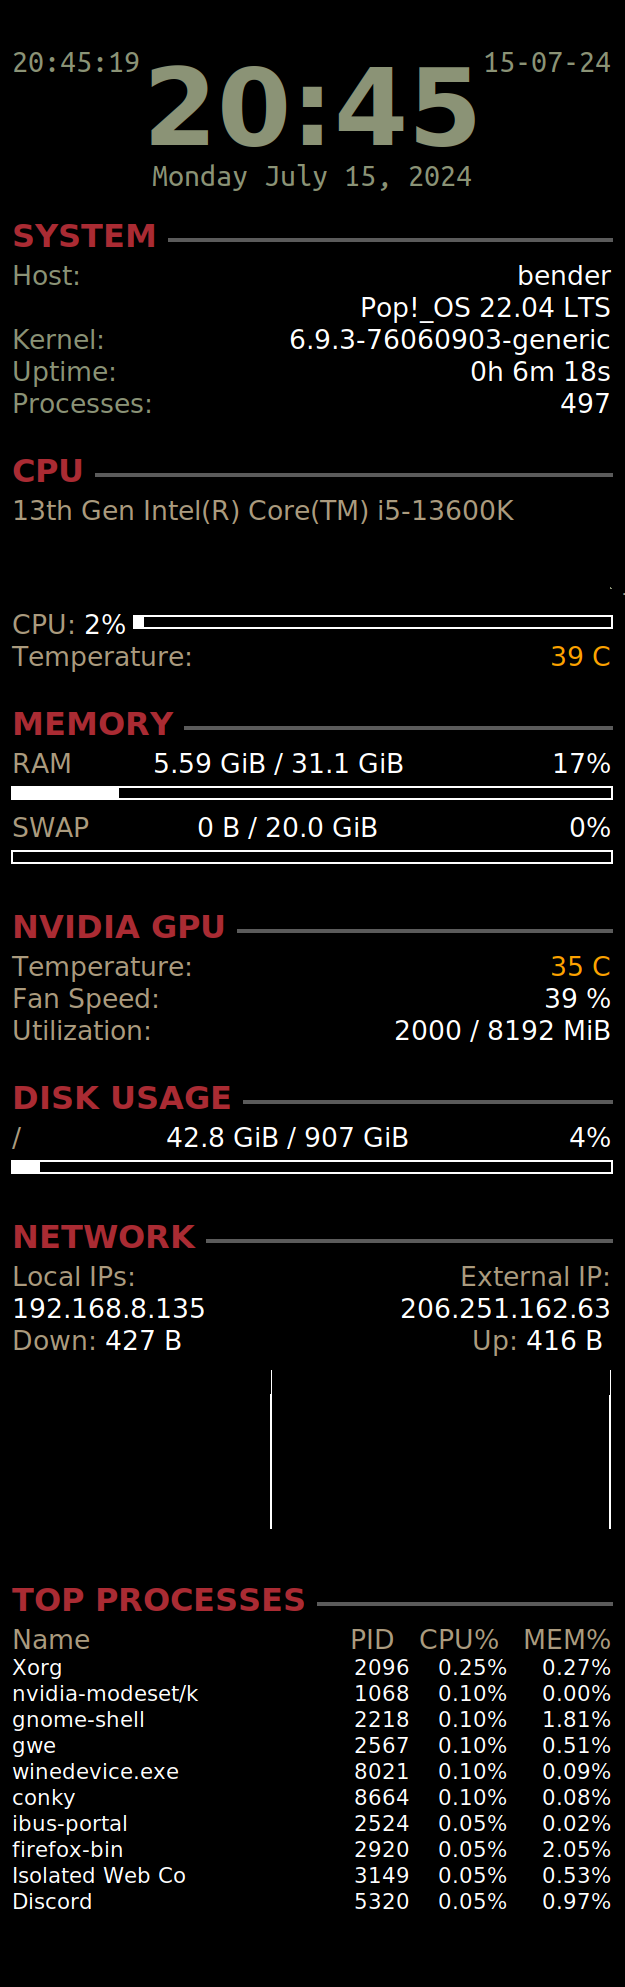 20:45:19 20:45 15-07-24
Monday July 15, 2024
SYSTEM
Host: bender
Pop!_OS 22.04 LTS
Kernel: 6.9.3-76060903-generic
Uptime: 0h 6m 18s
Processes: 497
CPU
13th Gen Intel(R) Core(TM) i5-13600K
CPU: 2%
Temperature: 39 C
MEMORY
RAM 5.59 GiB / 31.1 GiB 17%
SWAP 0 B / 20.0 GiB 0%
NVIDIA GPU
Temperature: 35 C
Fan Speed: 39 %
Utilization: 2000 / 8192 MiB
DISK USAGE
/ 42.8 GiB / 907 GiB 4%
NETWORK
Local IPs: External IP:
192.168.8.135 206.251.162.63
Down: 427 B Up: 416 B
TOP PROCESSES
Name PID CPU% MEM%
Xorg 2096 0.25% 0.27%
nvidia-modeset/k 1068 0.10% 0.00%
gnome-shell 2218 0.10% 1.81%
gwe 2567 0.10% 0.51%
winedevice.exe 8021 0.10% 0.09%
conky 8664 0.10% 0.08%
ibus-portal 2524 0.05% 0.02%
firefox-bin 2920 0.05% 2.05%
Isolated Web Co 3149 0.05% 0.53%
Discord 5320 0.05% 0.97%